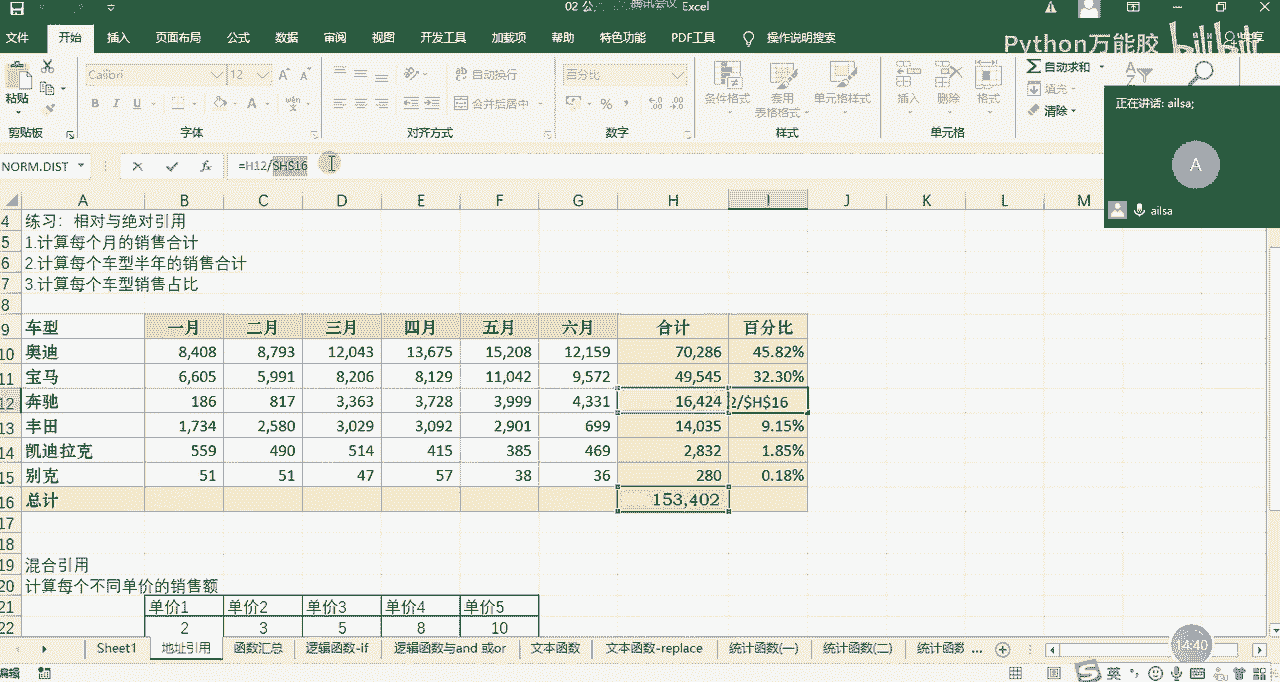 Excel
Python万能胶 bilibili
文件 开始 插入 页面布局 公式 数据 审阅 视图 开发工具 加载项 帮助 特色功能 PDF工具 操作说明搜索
粘贴
剪贴板
Calibri 12
B I U
字体
自动换行
合并后居中
对齐方式
百分比
数字
条件格式 套用表格格式 单元格样式
样式
插入 删除 格式
单元格
自动求和
填充
清除
正在讲话: ailsa;
A
ailsa
NORM.DIST =H12/$H$16
A B C D E F G H I J K L M
4 练习：相对与绝对引用
5 1.计算每个月的销售合计
6 2.计算每个车型半年的销售合计
7 3.计算每个车型销售占比
8
9 车型 一月 二月 三月 四月 五月 六月 合计 百分比
10 奥迪 8,408 8,793 12,043 13,675 15,208 12,159 70,286 45.82%
11 宝马 6,605 5,991 8,206 8,129 11,042 9,572 49,545 32.30%
12 奔驰 186 817 3,363 3,728 3,999 4,331 16,424 2/$H$16
13 丰田 1,734 2,580 3,029 3,092 2,901 699 14,035 9.15%
14 凯迪拉克 559 490 514 415 385 469 2,832 1.85%
15 别克 51 51 47 57 38 36 280 0.18%
16 总计 153,402
17
18
19 混合引用
20 计算每个不同单价的销售额
21 单价1 单价2 单价3 单价4 单价5
22 2 3 5 8 10
Sheet1 地址引用 函数汇总 逻辑函数-if 逻辑函数与and 或or 文本函数 文本函数-replace 统计函数(一) 统计函数(二) 统计函数 ...
14:40
编辑
英